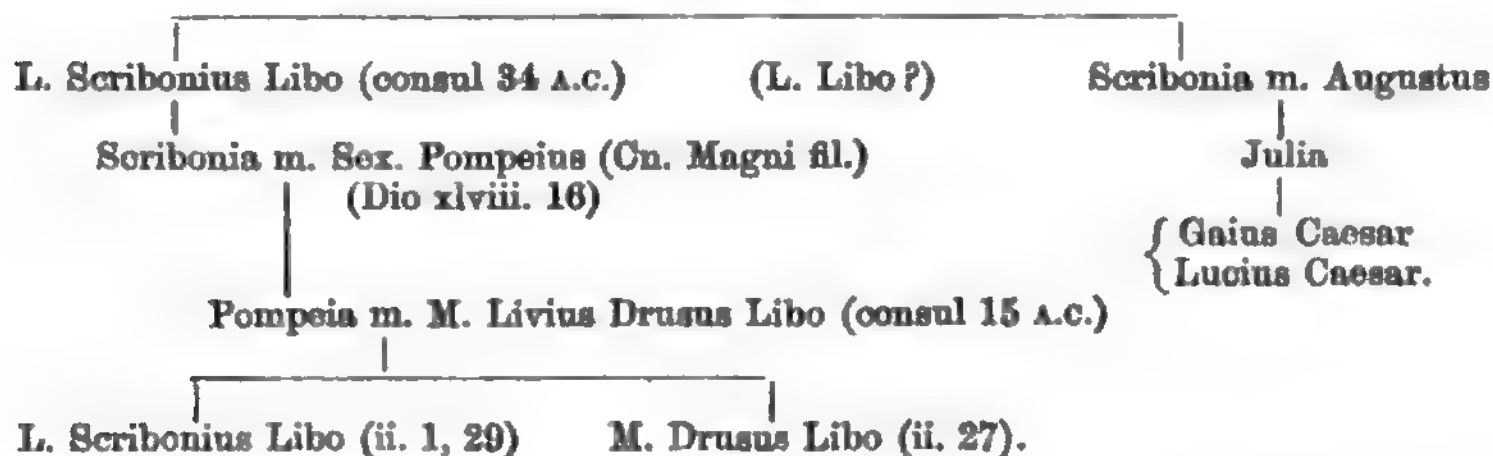 L. Scribonius Libo (consul 34 A.C.) (L. Libo ?) Scribonia m. Augustus
Scribonia m. Sex. Pompeius (Cn. Magni fil.) Julia
(Dio xlviii. 16)
{ Gaius Caesar
Lucius Caesar.
Pompeia m. M. Livius Drusus Libo (consul 15 A.C.)
L. Scribonius Libo (ii. 1, 29) M. Drusus Libo (ii. 27).